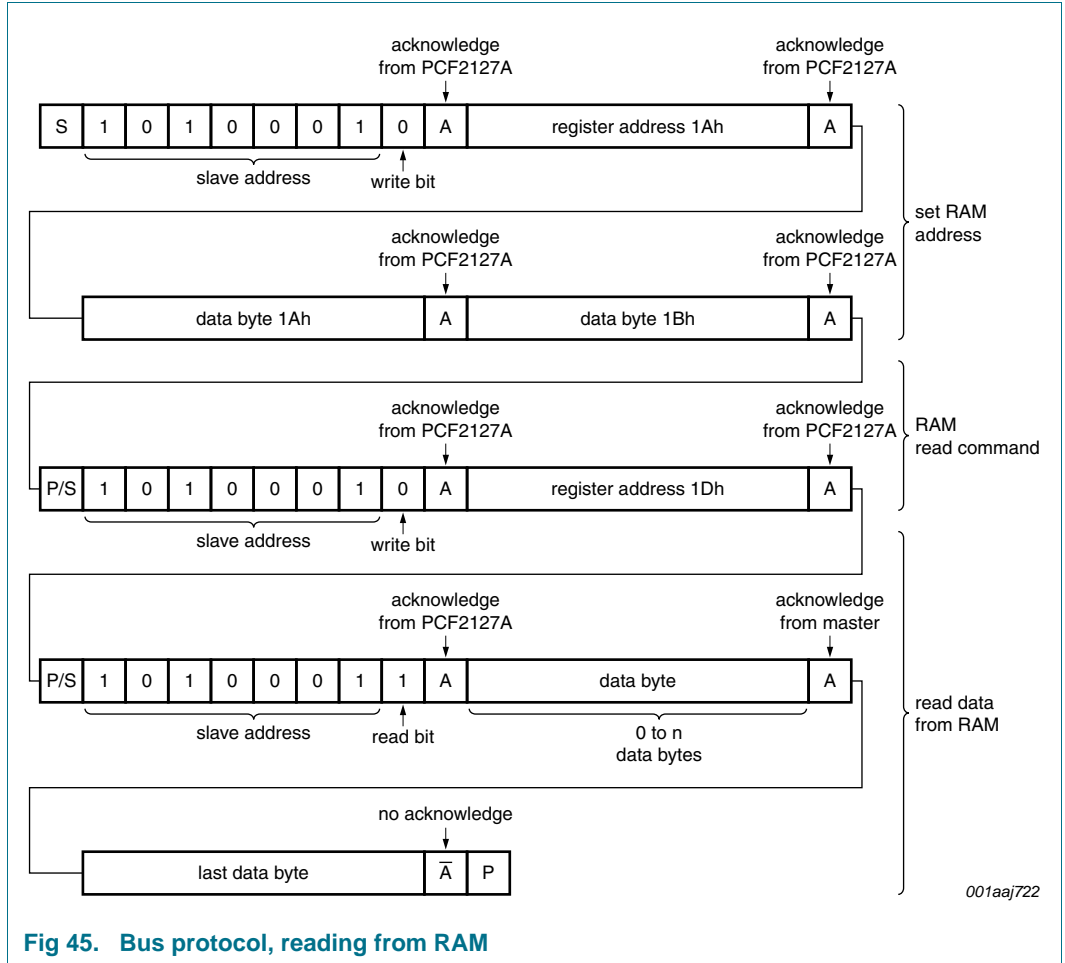 acknowledge acknowledge
from PCF2127A from PCF2127A
S 1 0 1 0 0 0 1 0 A register address 1Ah A
slave address write bit
set RAM
address
acknowledge acknowledge
from PCF2127A from PCF2127A
data byte 1Ah A data byte 1Bh A
acknowledge acknowledge
from PCF2127A from PCF2127A
RAM
read command
P/S 1 0 1 0 0 0 1 0 A register address 1Dh A
slave address write bit
acknowledge acknowledge
from PCF2127A from master
P/S 1 0 1 0 0 0 1 1 A data byte A
slave address read bit 0 to n
data bytes
read data
from RAM
no acknowledge
last data byte A̅ P
001aaj722
Fig 45. Bus protocol, reading from RAM